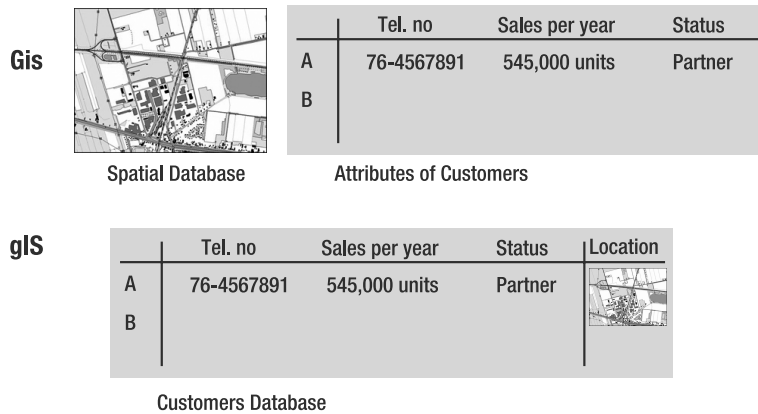 Gis
Tel. no Sales per year Status
A 76-4567891 545,000 units Partner
B
Spatial Database Attributes of Customers
gIS
Tel. no Sales per year Status Location
A 76-4567891 545,000 units Partner
B
Customers Database